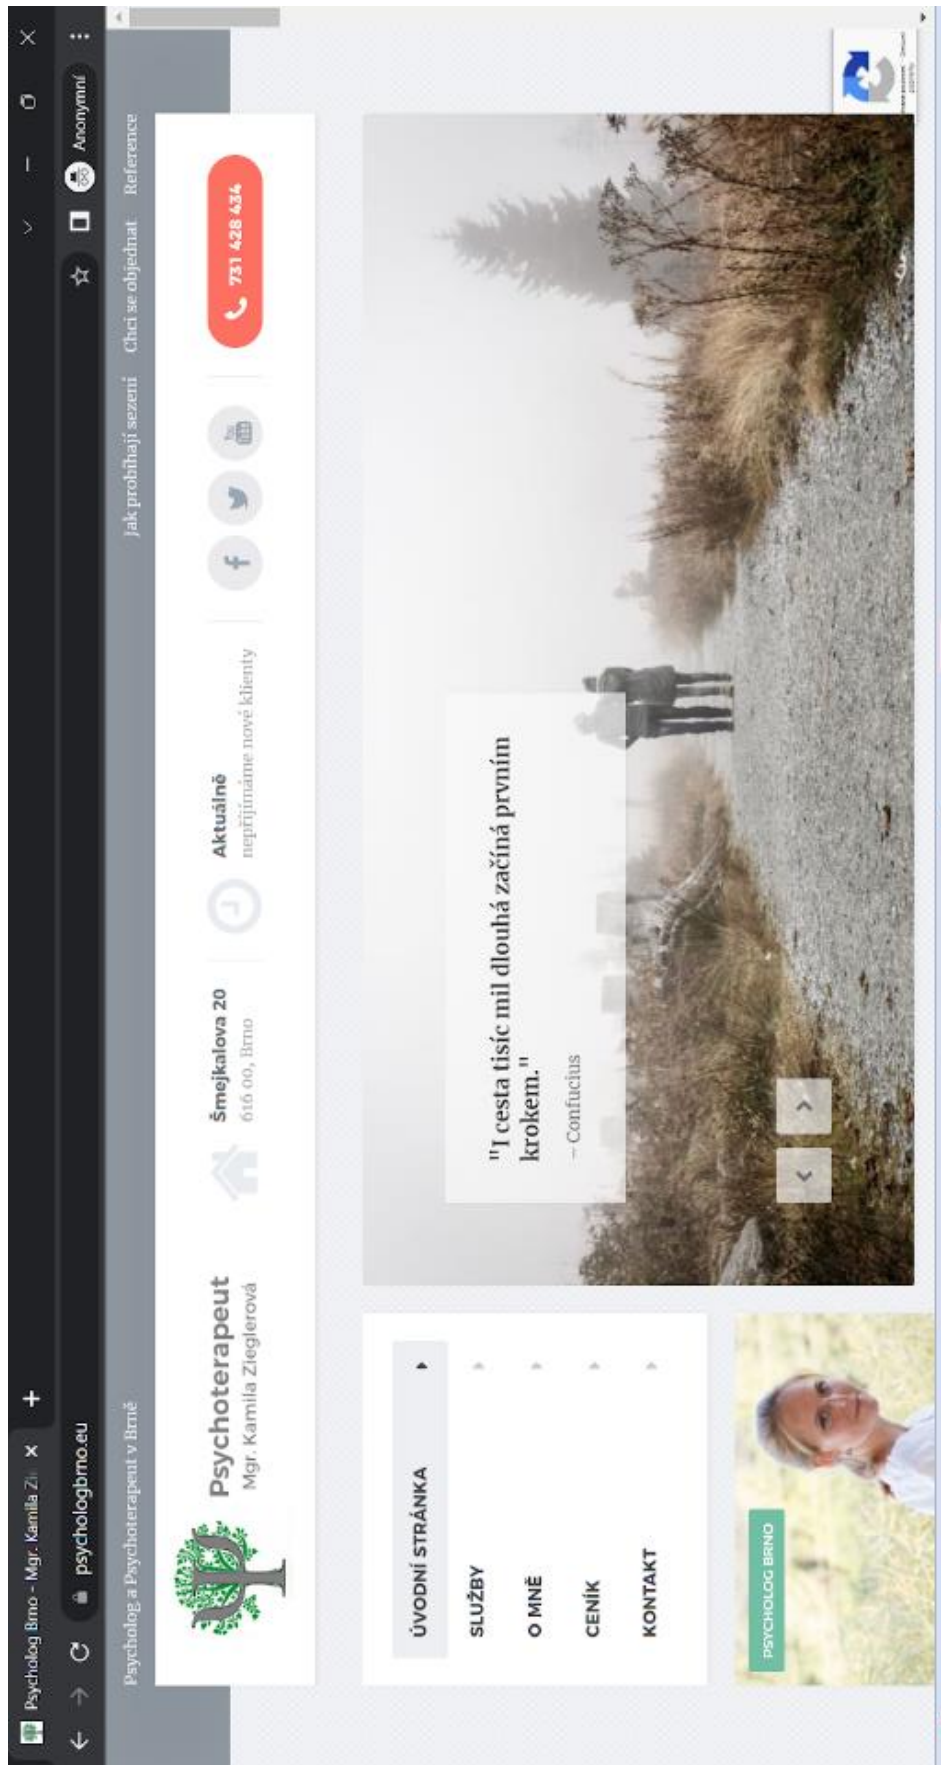 Psycholog Brno - Mgr. Kamila Zie
psychologbrno.eu
Anonymní
Psycholog a Psychoterapeut v Brně
Jak probíhají sezení
Chci se objednat
Reference
Psychoterapeut
Mgr. Kamila Zieglerová
Šmejkalova 20
616 00, Brno
Aktuálně
nepřijímáme nové klienty
731 428 434
ÚVODNÍ STRÁNKA
SLUŽBY
O MNĚ
CENÍK
KONTAKT
"I cesta tisíc mil dlouhá začíná prvním
krokem."
– Confucius
PSYCHOLOG BRNO